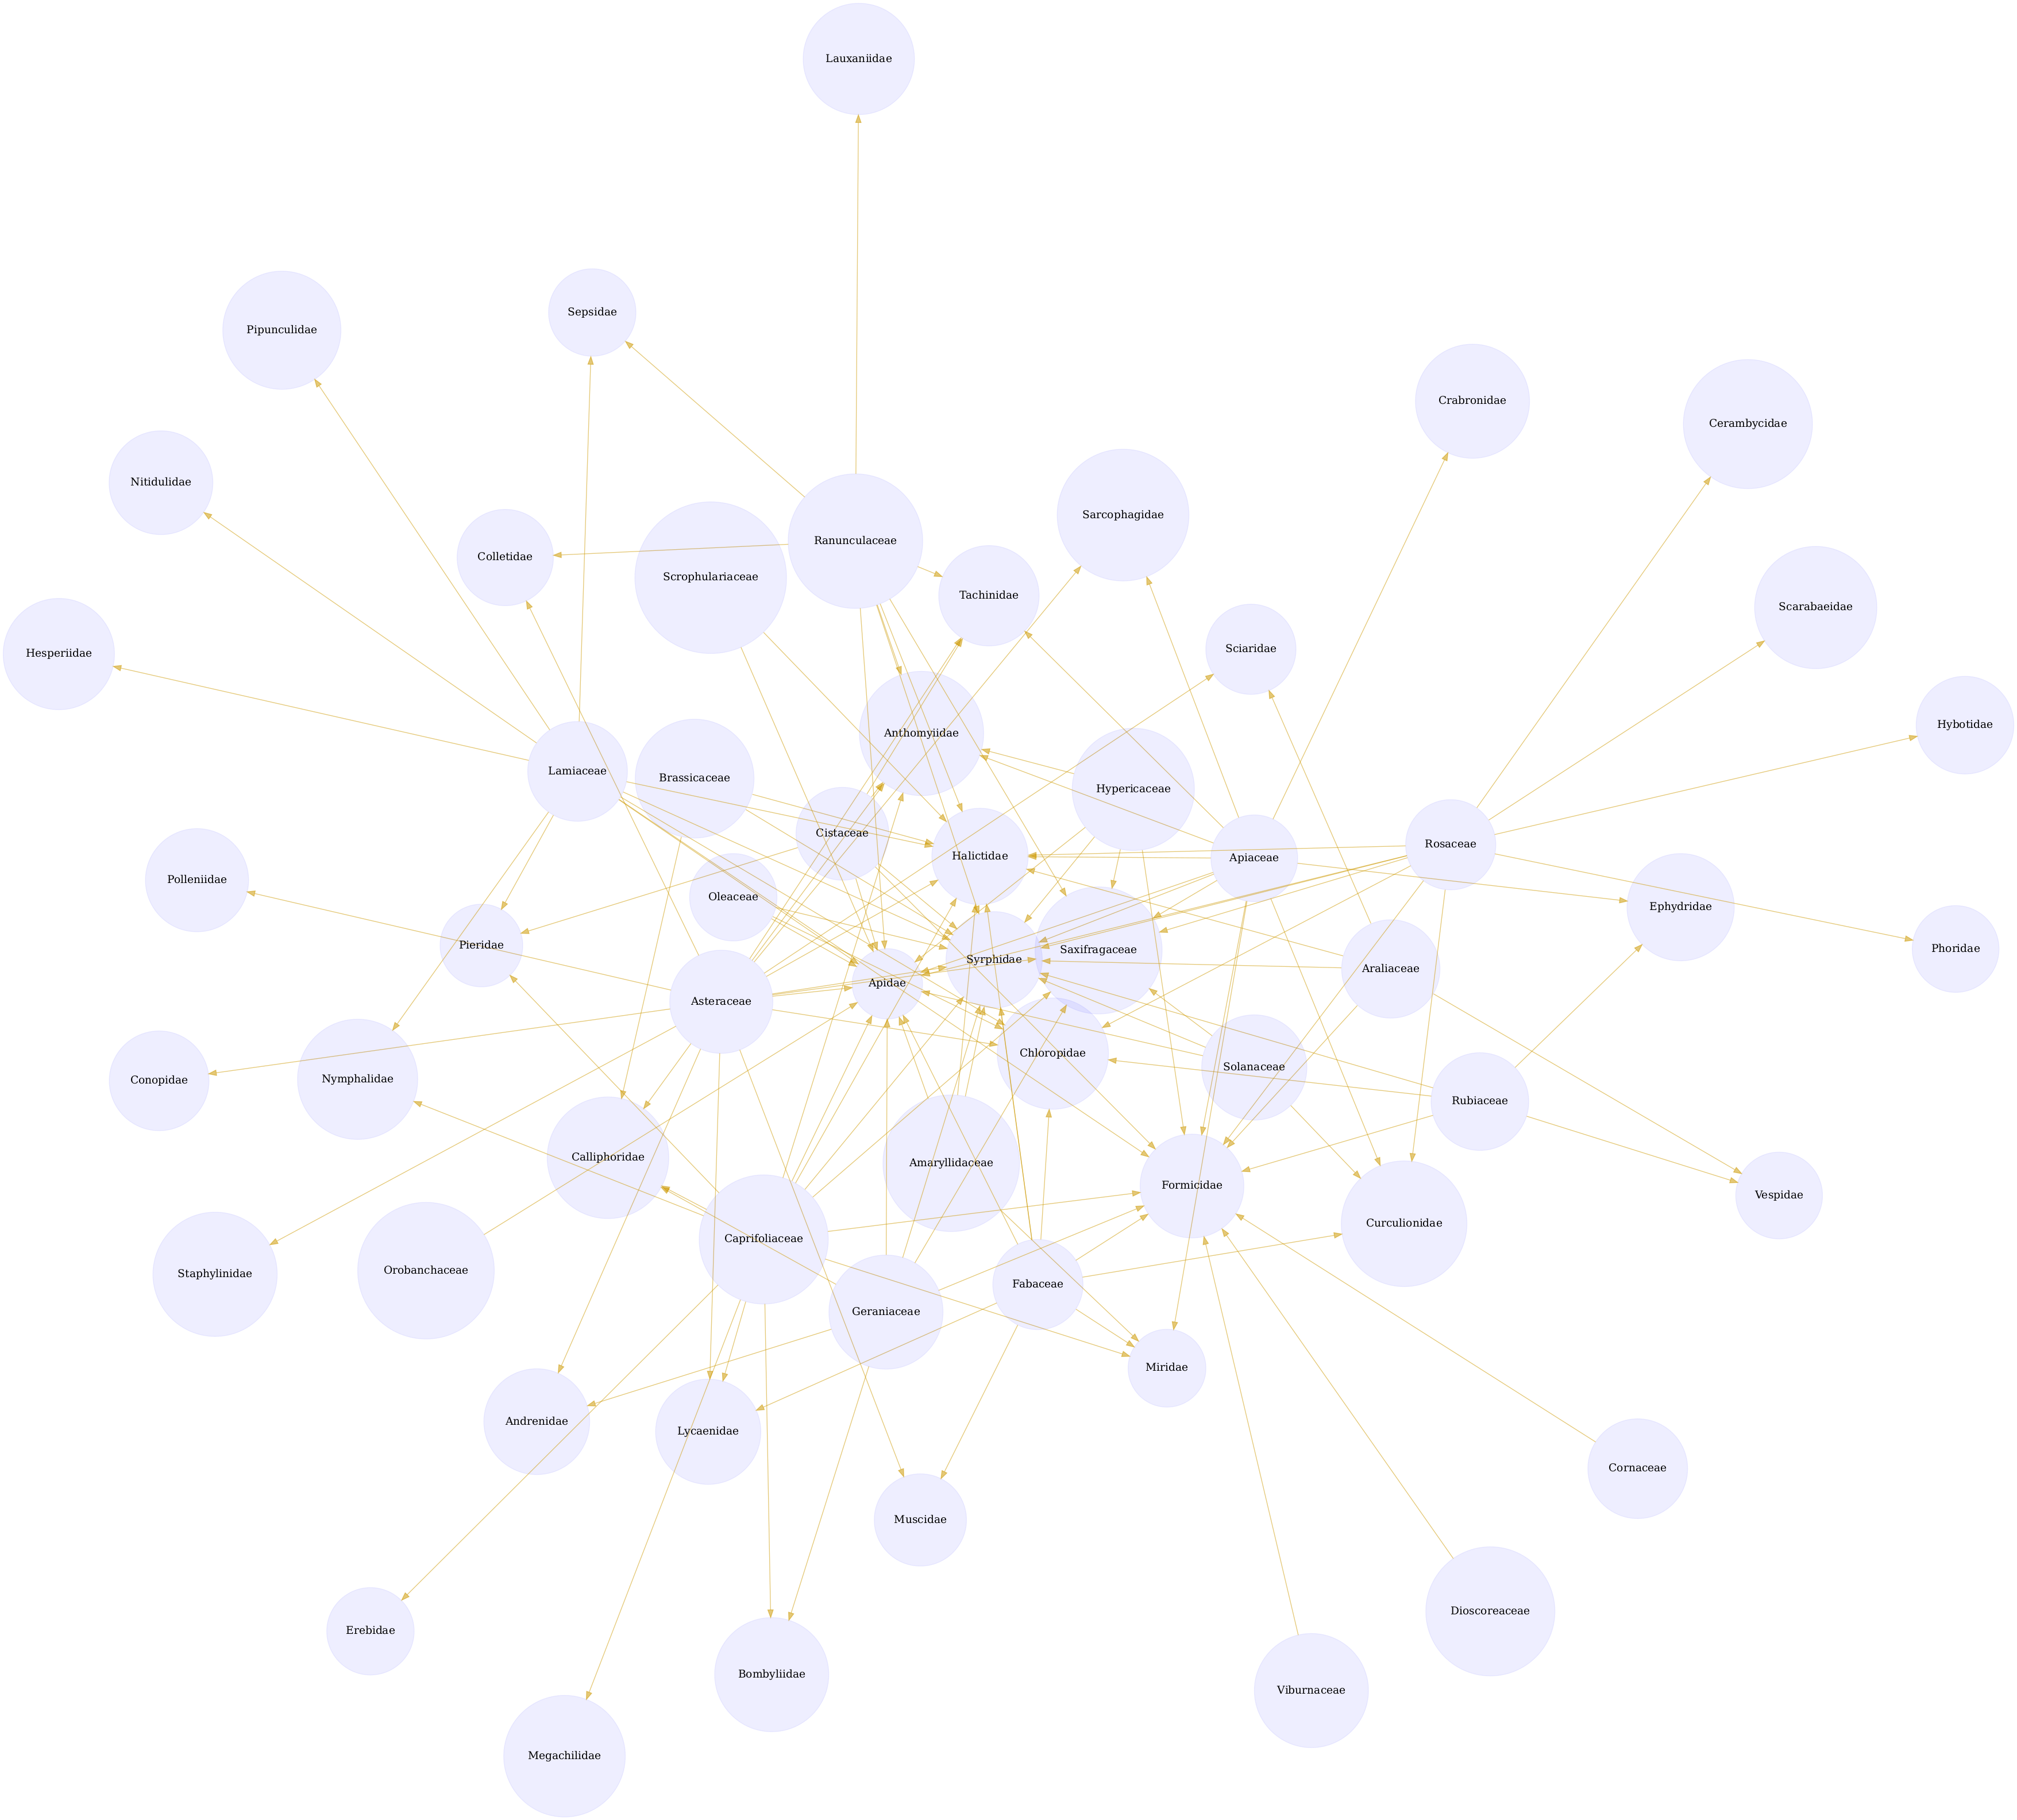 Lauxaniidae
Sepsidae
Pipunculidae
Crabronidae
Cerambycidae
Nitidulidae
Sarcophagidae
Ranunculaceae
Colletidae
Scrophulariaceae
Tachinidae
Scarabaeidae
Sciaridae
Hesperiidae
Hybotidae
Anthomyiidae
Lamiaceae
Brassicaceae
Hypericaceae
Cistaceae
Rosaceae
Halictidae
Apiaceae
Polleniidae
Oleaceae
Ephydridae
Pieridae
Saxifragaceae
Phoridae
Syrphidae
Araliaceae
Apidae
Asteraceae
Chloropidae
Solanaceae
Conopidae
Nymphalidae
Rubiaceae
Calliphoridae
Amaryllidaceae
Formicidae
Vespidae
Curculionidae
Caprifoliaceae
Orobanchaceae
Staphylinidae
Fabaceae
Geraniaceae
Miridae
Andrenidae
Lycaenidae
Cornaceae
Muscidae
Dioscoreaceae
Erebidae
Bombyliidae
Viburnaceae
Megachilidae